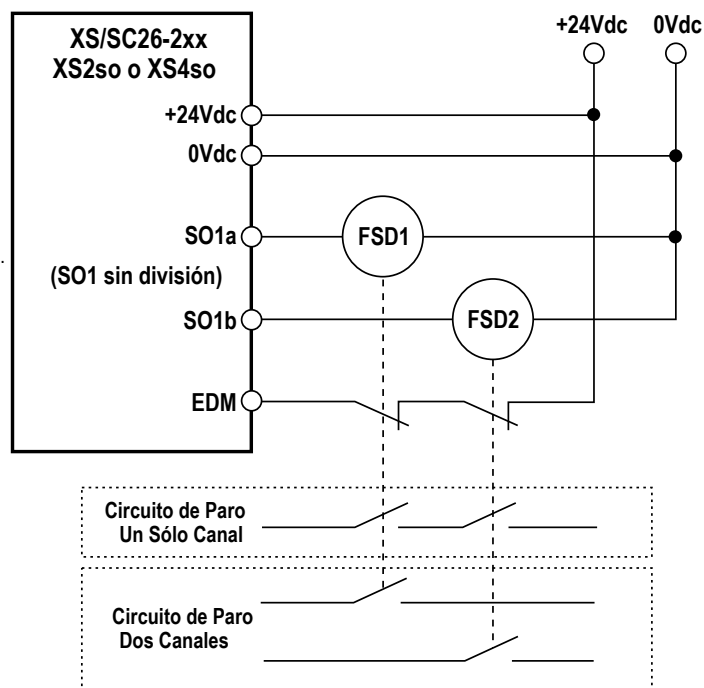 XS/SC26-2xx
XS2so o XS4so
+24Vdc 0Vdc
+24Vdc
0Vdc
SO1a
FSD1
(SO1 sin división)
SO1b
FSD2
EDM
Circuito de Paro
Un Sólo Canal
Circuito de Paro
Dos Canales